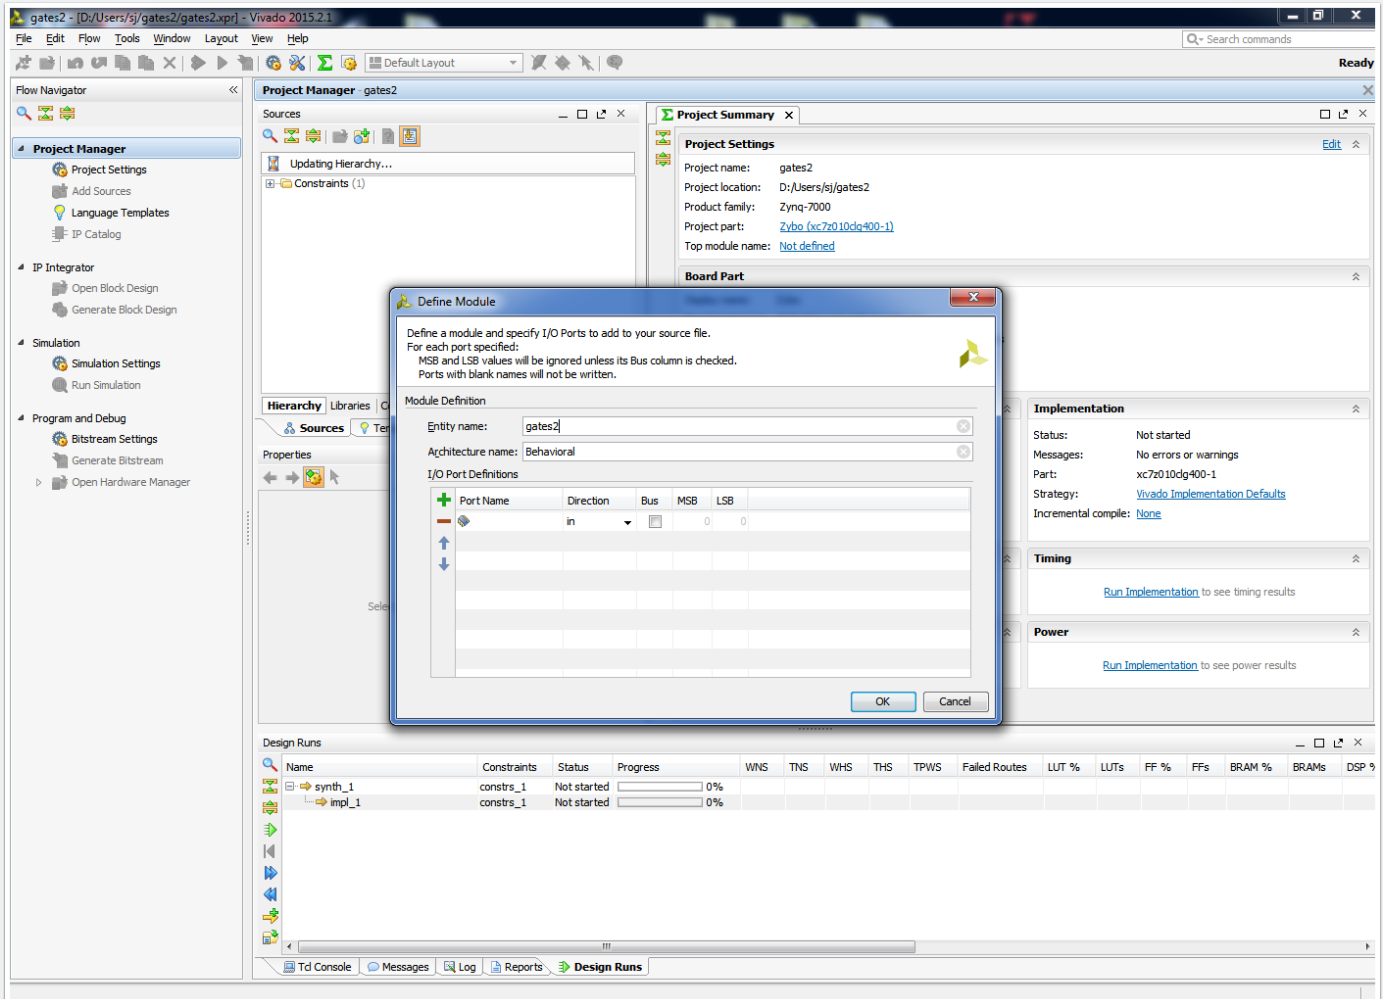 gates2 - [D:/Users/sj/gates2/gates2.xpr] - Vivado 2015.2.1
File Edit Flow Tools Window Layout View Help
Search commands
Default Layout
Ready
Flow Navigator
Project Manager - gates2
Project Manager
Project Settings
Add Sources
Language Templates
IP Catalog
IP Integrator
Open Block Design
Generate Block Design
Simulation
Simulation Settings
Run Simulation
Program and Debug
Bitstream Settings
Generate Bitstream
Open Hardware Manager
Sources
Updating Hierarchy...
Constraints (1)
Hierarchy Libraries
Sources
Properties
Project Summary
Project Settings
Edit
Project name: gates2
Project location: D:/Users/sj/gates2
Product family: Zynq-7000
Project part: Zybo (xc7z010clg400-1)
Top module name: Not defined
Board Part
Define Module
Define a module and specify I/O Ports to add to your source file.
For each port specified:
MSB and LSB values will be ignored unless its Bus column is checked.
Ports with blank names will not be written.
Module Definition
Entity name: gates2
Architecture name: Behavioral
I/O Port Definitions
Port Name Direction Bus MSB LSB
in 0 0
OK Cancel
Implementation
Status: Not started
Messages: No errors or warnings
Part: xc7z010clg400-1
Strategy: Vivado Implementation Defaults
Incremental compile: None
Timing
Run Implementation to see timing results
Power
Run Implementation to see power results
Design Runs
Name Constraints Status Progress WNS TNS WHS THS TPWS Failed Routes LUT % LUTs FF % FFs BRAM % BRAMs DSP %
synth_1 constrs_1 Not started 0%
impl_1 constrs_1 Not started 0%
Tcl Console Messages Log Reports Design Runs